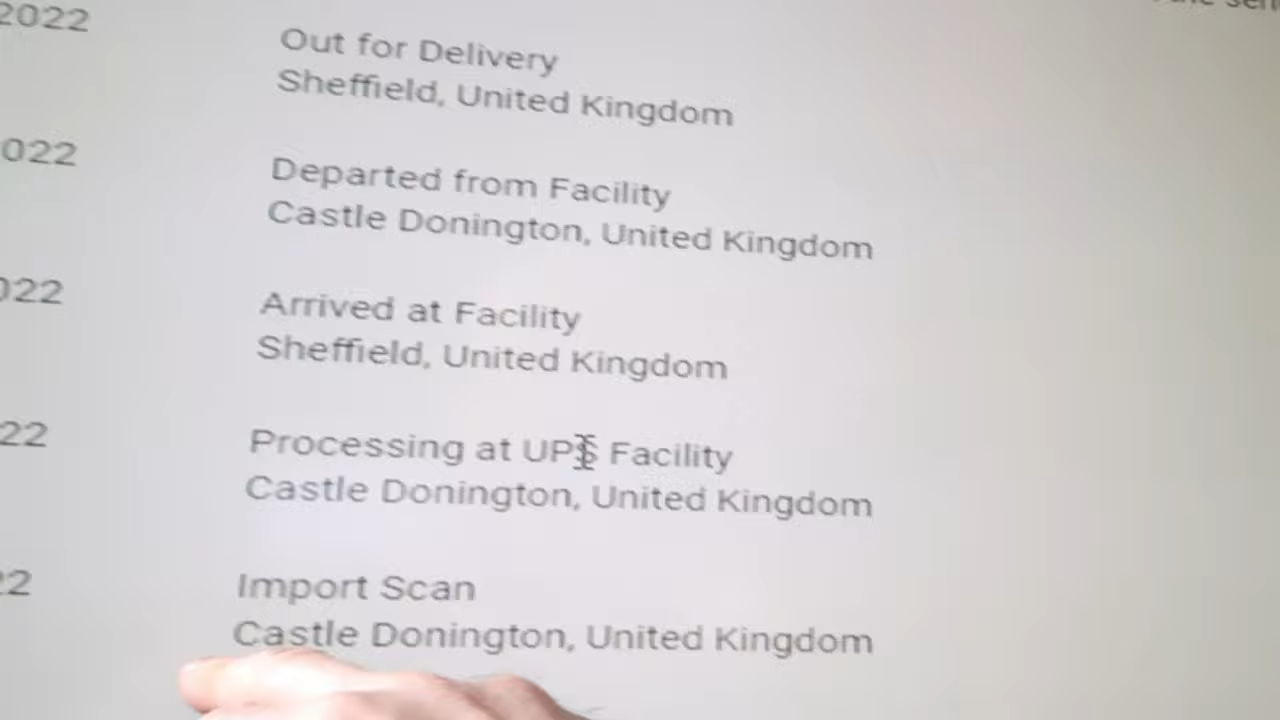 2022
Out for Delivery
Sheffield, United Kingdom
022
Departed from Facility
Castle Donington, United Kingdom
022
Arrived at Facility
Sheffield, United Kingdom
22
Processing at UPS Facility
Castle Donington, United Kingdom
22
Import Scan
Castle Donington, United Kingdom